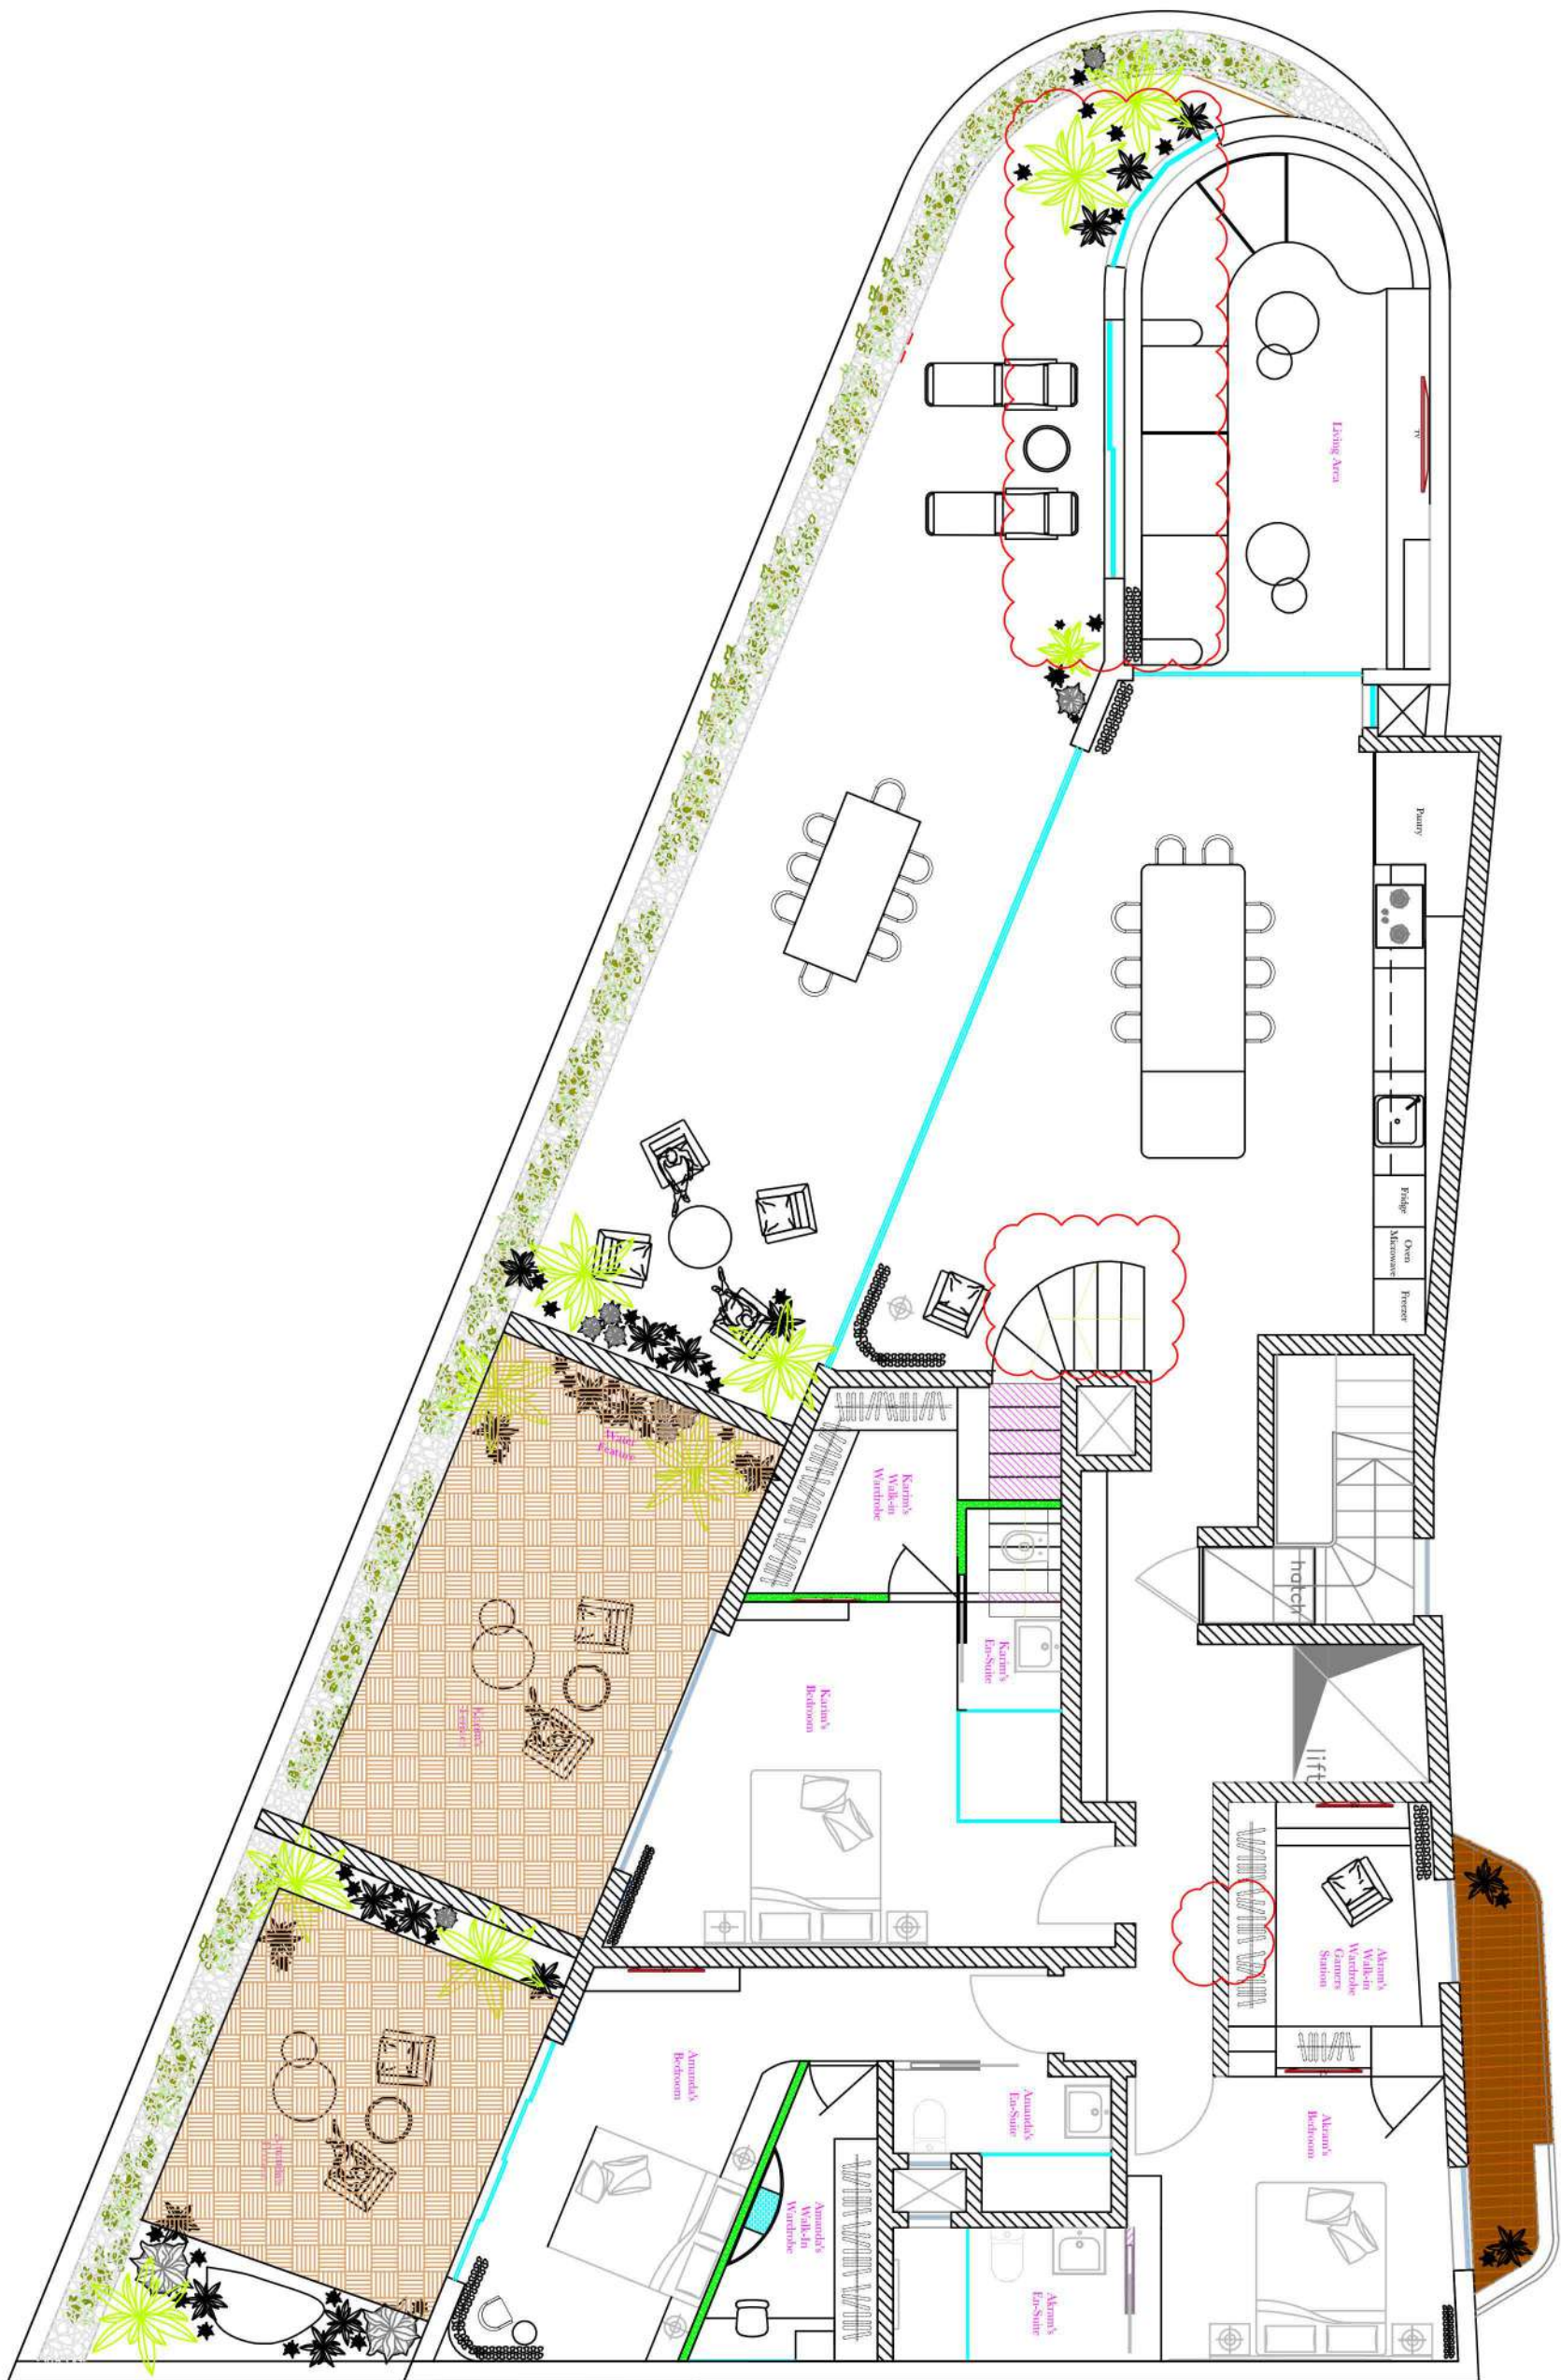 TV
Living Area
Pantry
Fridge
Oven
Microwave
Freezer
Water
Feature
Karim's
Walk-in
Wardrobe
hatch
Karim's
En-Suite
Karim's
Bedroom
lift
Karim's
Terrace
Akram's
Walk-in
Wardrobe
Gamers
Station
Amanda's
Bedroom
Amanda's
En-Suite
Akram's
Bedroom
Amanda's
Walk-In
Wardrobe
Akram's
En-Suite